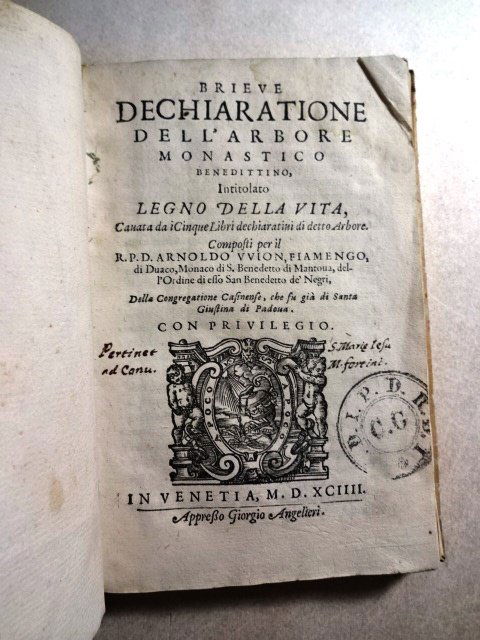 BRIEVE
DECHIARATIONE
DELL'ARBORE
MONASTICO
BENEDITTINO,
Intitolato
LEGNO DELLA VITA,
Cauata da i Cinque Libri dechiaratiui di detto Arbore.
Composti per il
R.P.D. ARNOLDO VVION, FIAMENGO,
di Duaco, Monaco di S. Benedetto di Mantoua, del-
l'Ordine di esso San Benedetto de' Negri,
Della Congregatione Casinense, che fu già di Santa
Giustina di Padoua.
CON PRIVILEGIO.
Pertinet
ad Conu.
S. Mariæ Iesu
POCO A POCO
D. I. P. D. R. E. T.
C.G
IN VENETIA, M. D. XCIIII.
Appresso Giorgio Angelieri.